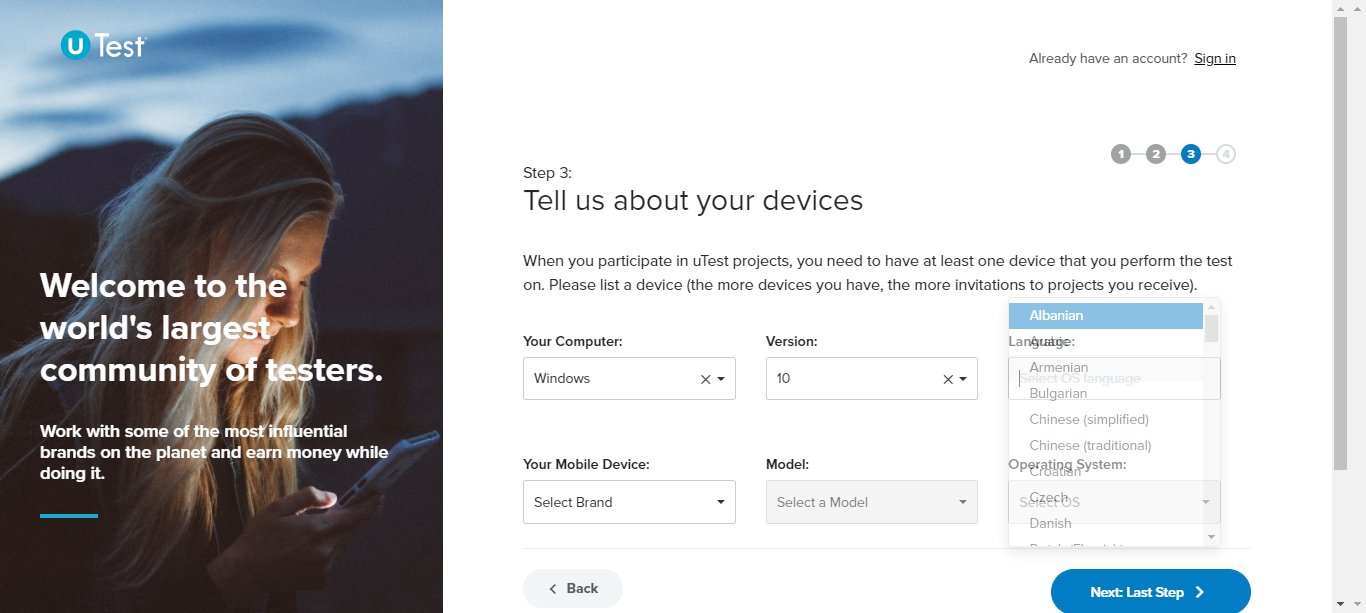 uTest
Already have an account? Sign in
1 2 3 4
Step 3:
Tell us about your devices
Welcome to the
world's largest
community of testers.
Work with some of the most influential
brands on the planet and earn money while
doing it.
When you participate in uTest projects, you need to have at least one device that you perform the test
on. Please list a device (the more devices you have, the more invitations to projects you receive).
Your Computer:
Windows
Version:
10
Language:
Select OS language
Albanian
Arabic
Armenian
Bulgarian
Chinese (simplified)
Chinese (traditional)
Croatian
Czech
Danish
Your Mobile Device:
Select Brand
Model:
Select a Model
Operating System:
Select OS
Back
Next: Last Step